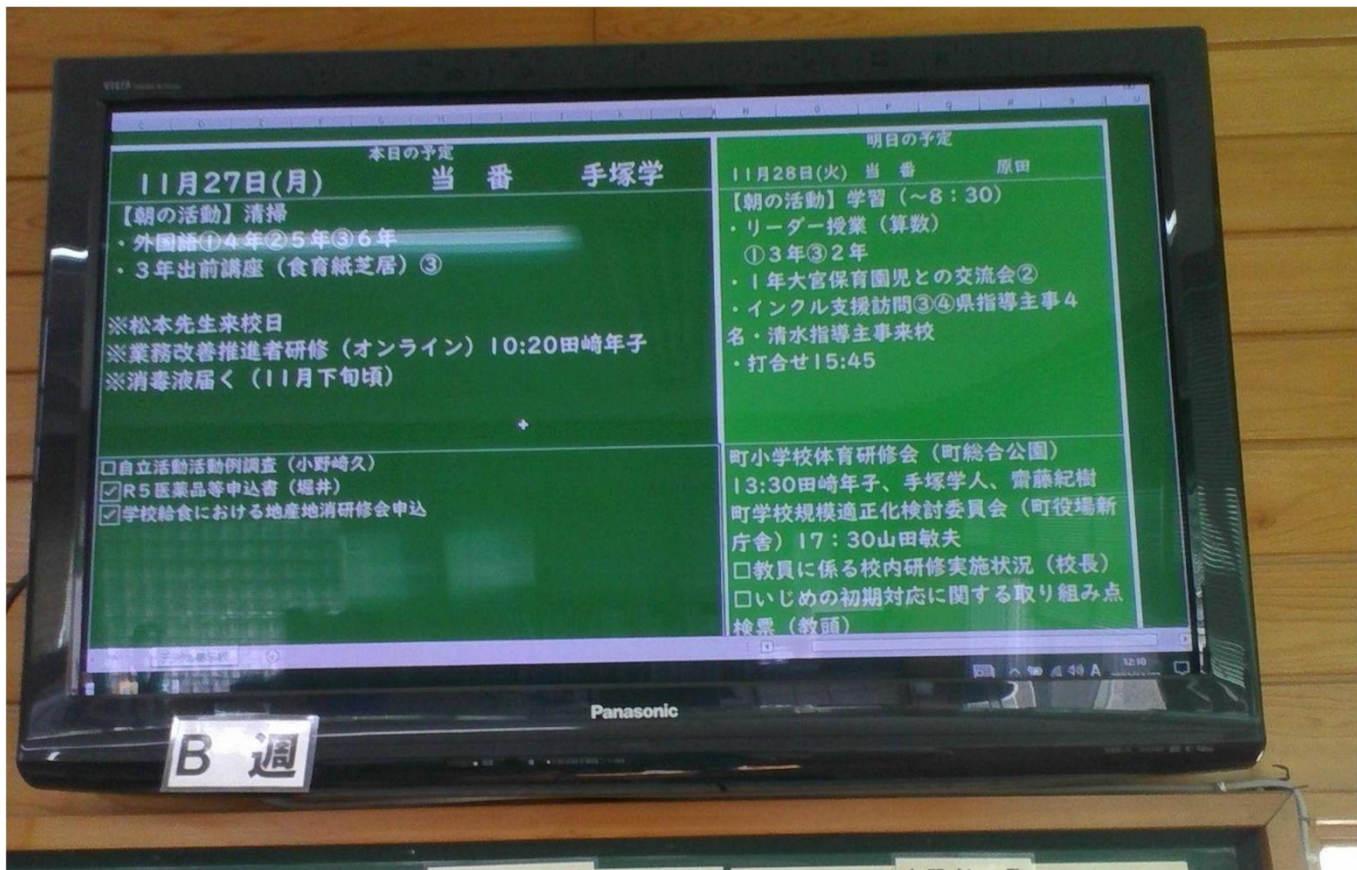 VIERA
本日の予定
11月27日(月) 当 番 手塚学
【朝の活動】清掃
・外国語①4年②5年③6年
・3年出前講座（食育紙芝居）③
※松本先生来校日
※業務改善推進者研修（オンライン）10:20田崎年子
※消毒液届く（11月下旬頃）
□自立活動活動例調査（小野崎久）
☑R5医薬品等申込書（堀井）
☑学校給食における地産地消研修会申込
明日の予定
11月28日(火) 当 番 原田
【朝の活動】学習（～8：30）
・リーダー授業（算数）
①3年③2年
・1年大宮保育園児との交流会②
・インクル支援訪問③④県指導主事4
名・清水指導主事来校
・打合せ15:45
町小学校体育研修会（町総合公園）
13:30田崎年子、手塚学人、齋藤紀樹
町学校規模適正化検討委員会（町役場新
庁舎）17：30山田敏夫
□教員に係る校内研修実施状況（校長）
□いじめの初期対応に関する取り組み点
検票（教頭）
A 12:10
Panasonic
B 週